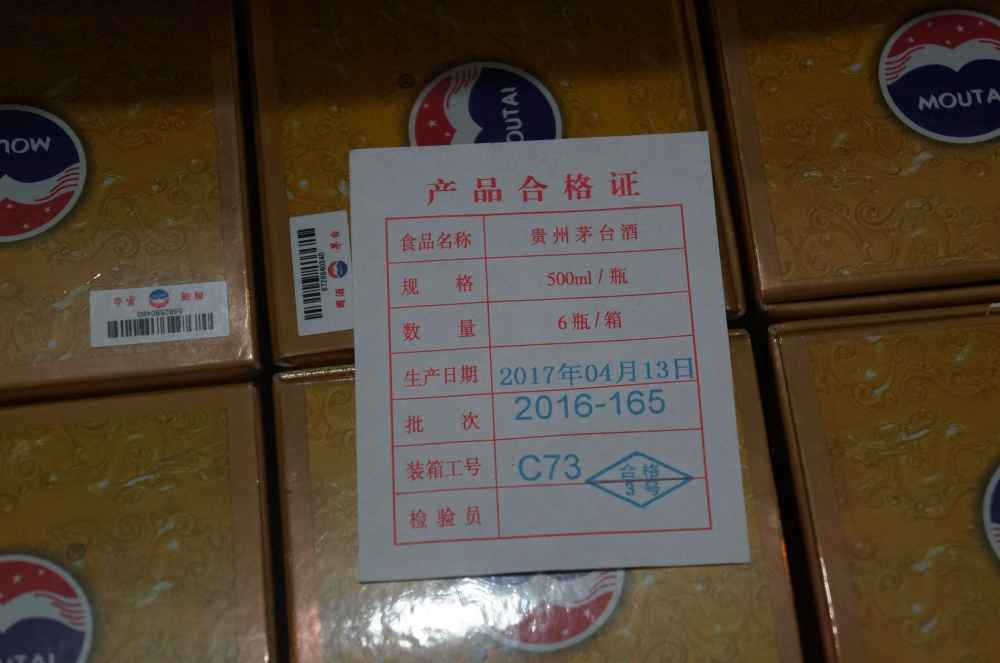 MOUTAI
MOUTAI
MOUTAI
产品合格证
食品名称 贵州茅台酒
规格 500ml/瓶
数量 6瓶/箱
生产日期 2017年04月13日
批次 2016-165
装箱工号 C73
合格
3号
检验员
MOUTAI